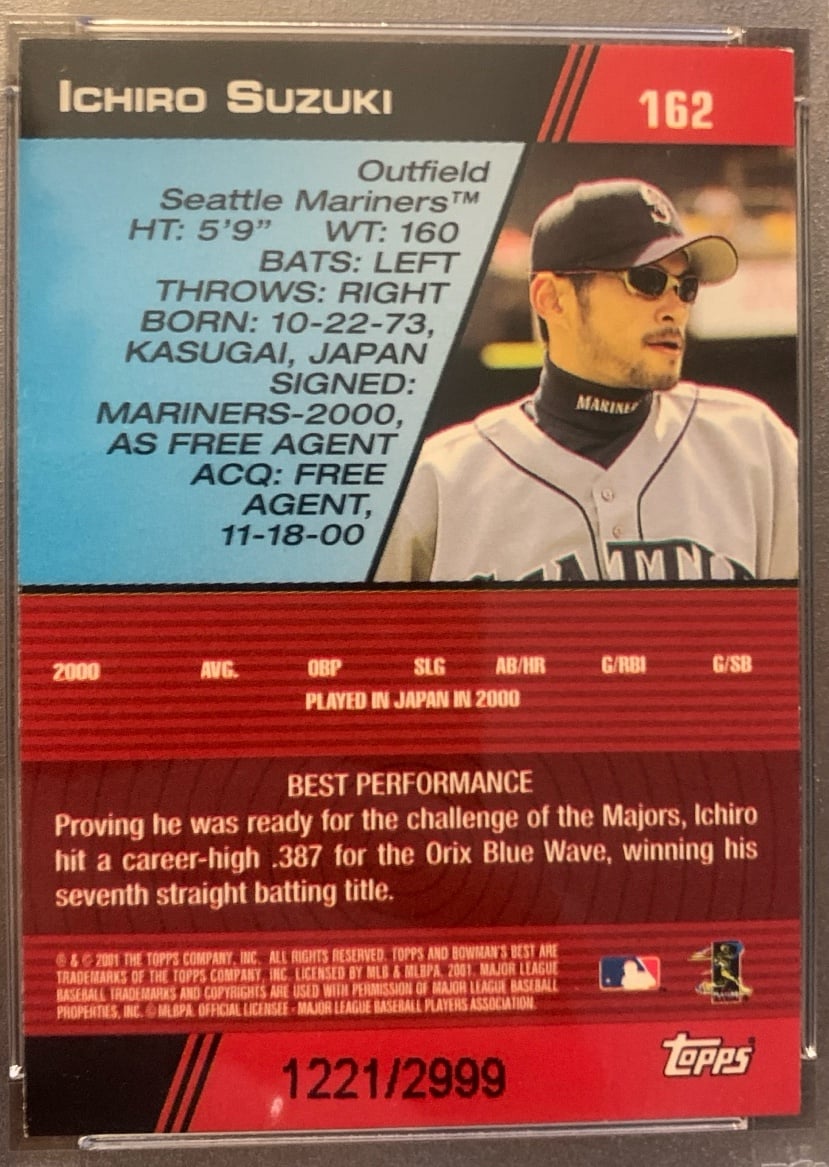 ICHIRO SUZUKI
162
Outfield
Seattle Mariners™
HT: 5'9" WT: 160
BATS: LEFT
THROWS: RIGHT
BORN: 10-22-73,
KASUGAI, JAPAN
SIGNED:
MARINERS-2000,
AS FREE AGENT
ACQ: FREE
AGENT,
11-18-00
2000 AVG. OBP SLG AB/HR G/RBI G/SB
PLAYED IN JAPAN IN 2000
BEST PERFORMANCE
Proving he was ready for the challenge of the Majors, Ichiro
hit a career-high .387 for the Orix Blue Wave, winning his
seventh straight batting title.
® & © 2001 THE TOPPS COMPANY, INC. ALL RIGHTS RESERVED. TOPPS AND BOWMAN'S BEST ARE
TRADEMARKS OF THE TOPPS COMPANY, INC. LICENSED BY MLB & MLBPA, 2001. MAJOR LEAGUE
BASEBALL TRADEMARKS AND COPYRIGHTS ARE USED WITH PERMISSION OF MAJOR LEAGUE BASEBALL
PROPERTIES, INC. © MLBPA. OFFICIAL LICENSEE - MAJOR LEAGUE BASEBALL PLAYERS ASSOCIATION.
topps
1221/2999